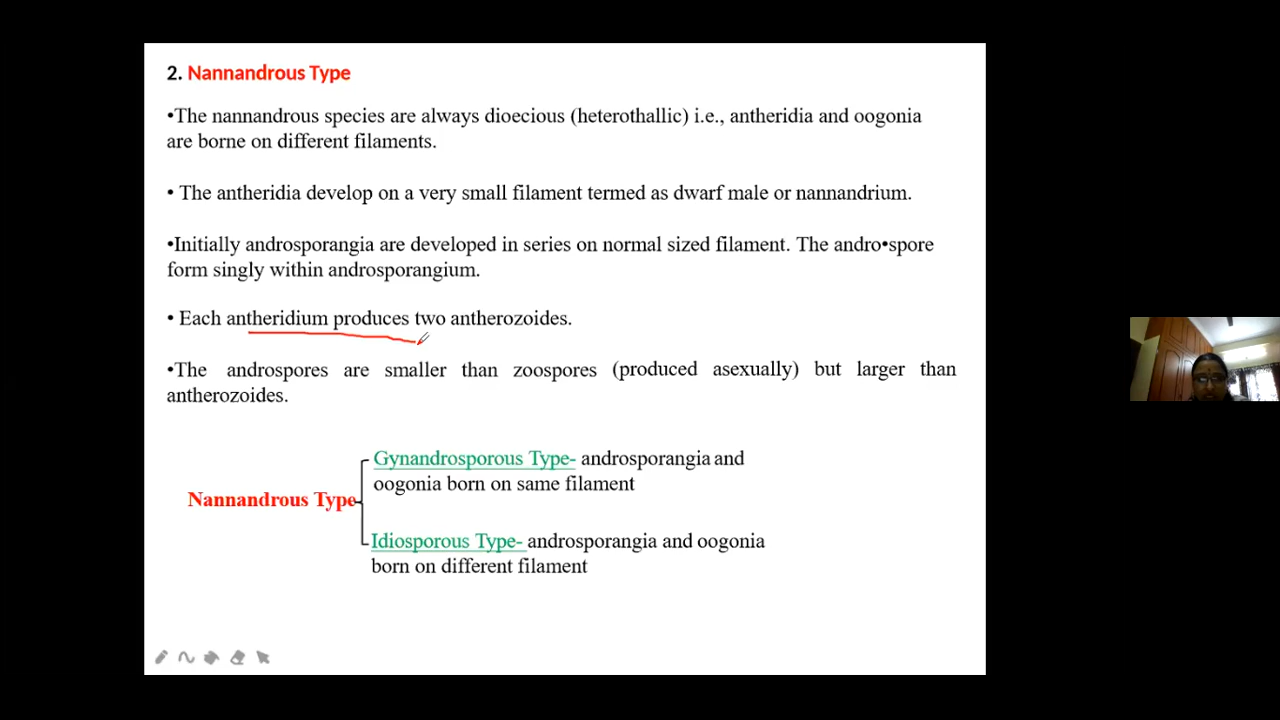 2. Nannandrous Type
•The nannandrous species are always dioecious (heterothallic) i.e., antheridia and oogonia
are borne on different filaments.
• The antheridia develop on a very small filament termed as dwarf male or nannandrium.
•Initially androsporangia are developed in series on normal sized filament. The andro•spore
form singly within androsporangium.
• Each antheridium produces two antherozoides.
•The androspores are smaller than zoospores (produced asexually) but larger than
antherozoides.
Gynandrosporous Type- androsporangia and
oogonia born on same filament
Nannandrous Type
Idiosporous Type- androsporangia and oogonia
born on different filament